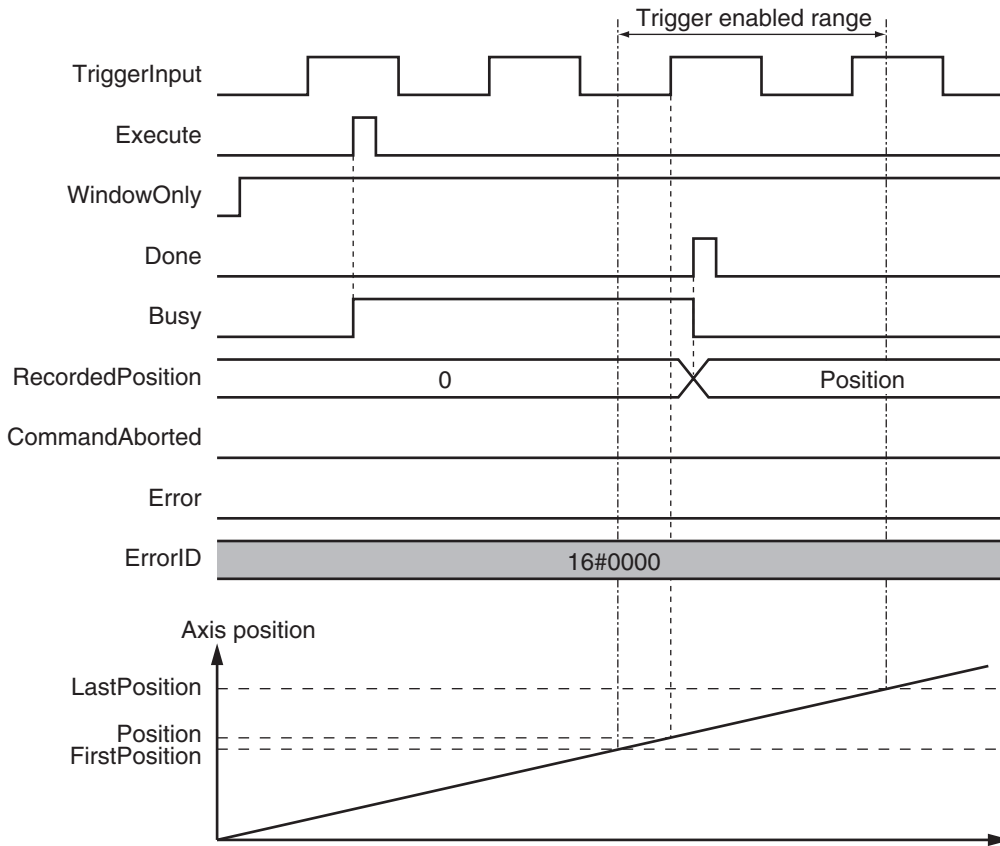 Trigger enabled range
TriggerInput
Execute
WindowOnly
Done
Busy
RecordedPosition
0
Position
CommandAborted
Error
ErrorID
16#0000
Axis position
LastPosition
Position
FirstPosition